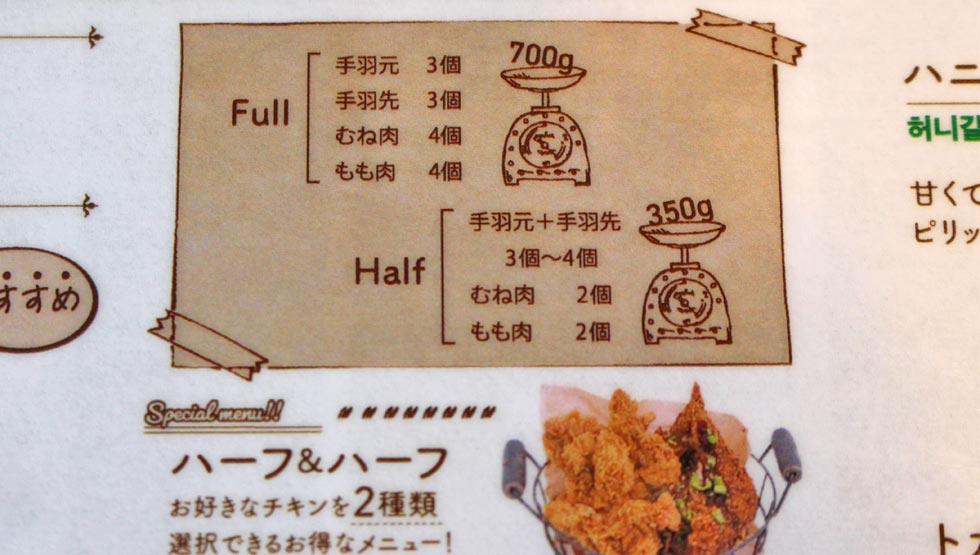 Full
手羽元 3個
手羽先 3個
むね肉 4個
もも肉 4個
700g
Half
手羽元＋手羽先
3個〜4個
むね肉 2個
もも肉 2個
350g
すすめ
Special menu!!
ハーフ&ハーフ
お好きなチキンを2種類
選択できるお得なメニュー!
ハニ
허니갈
甘くて
ピリッ